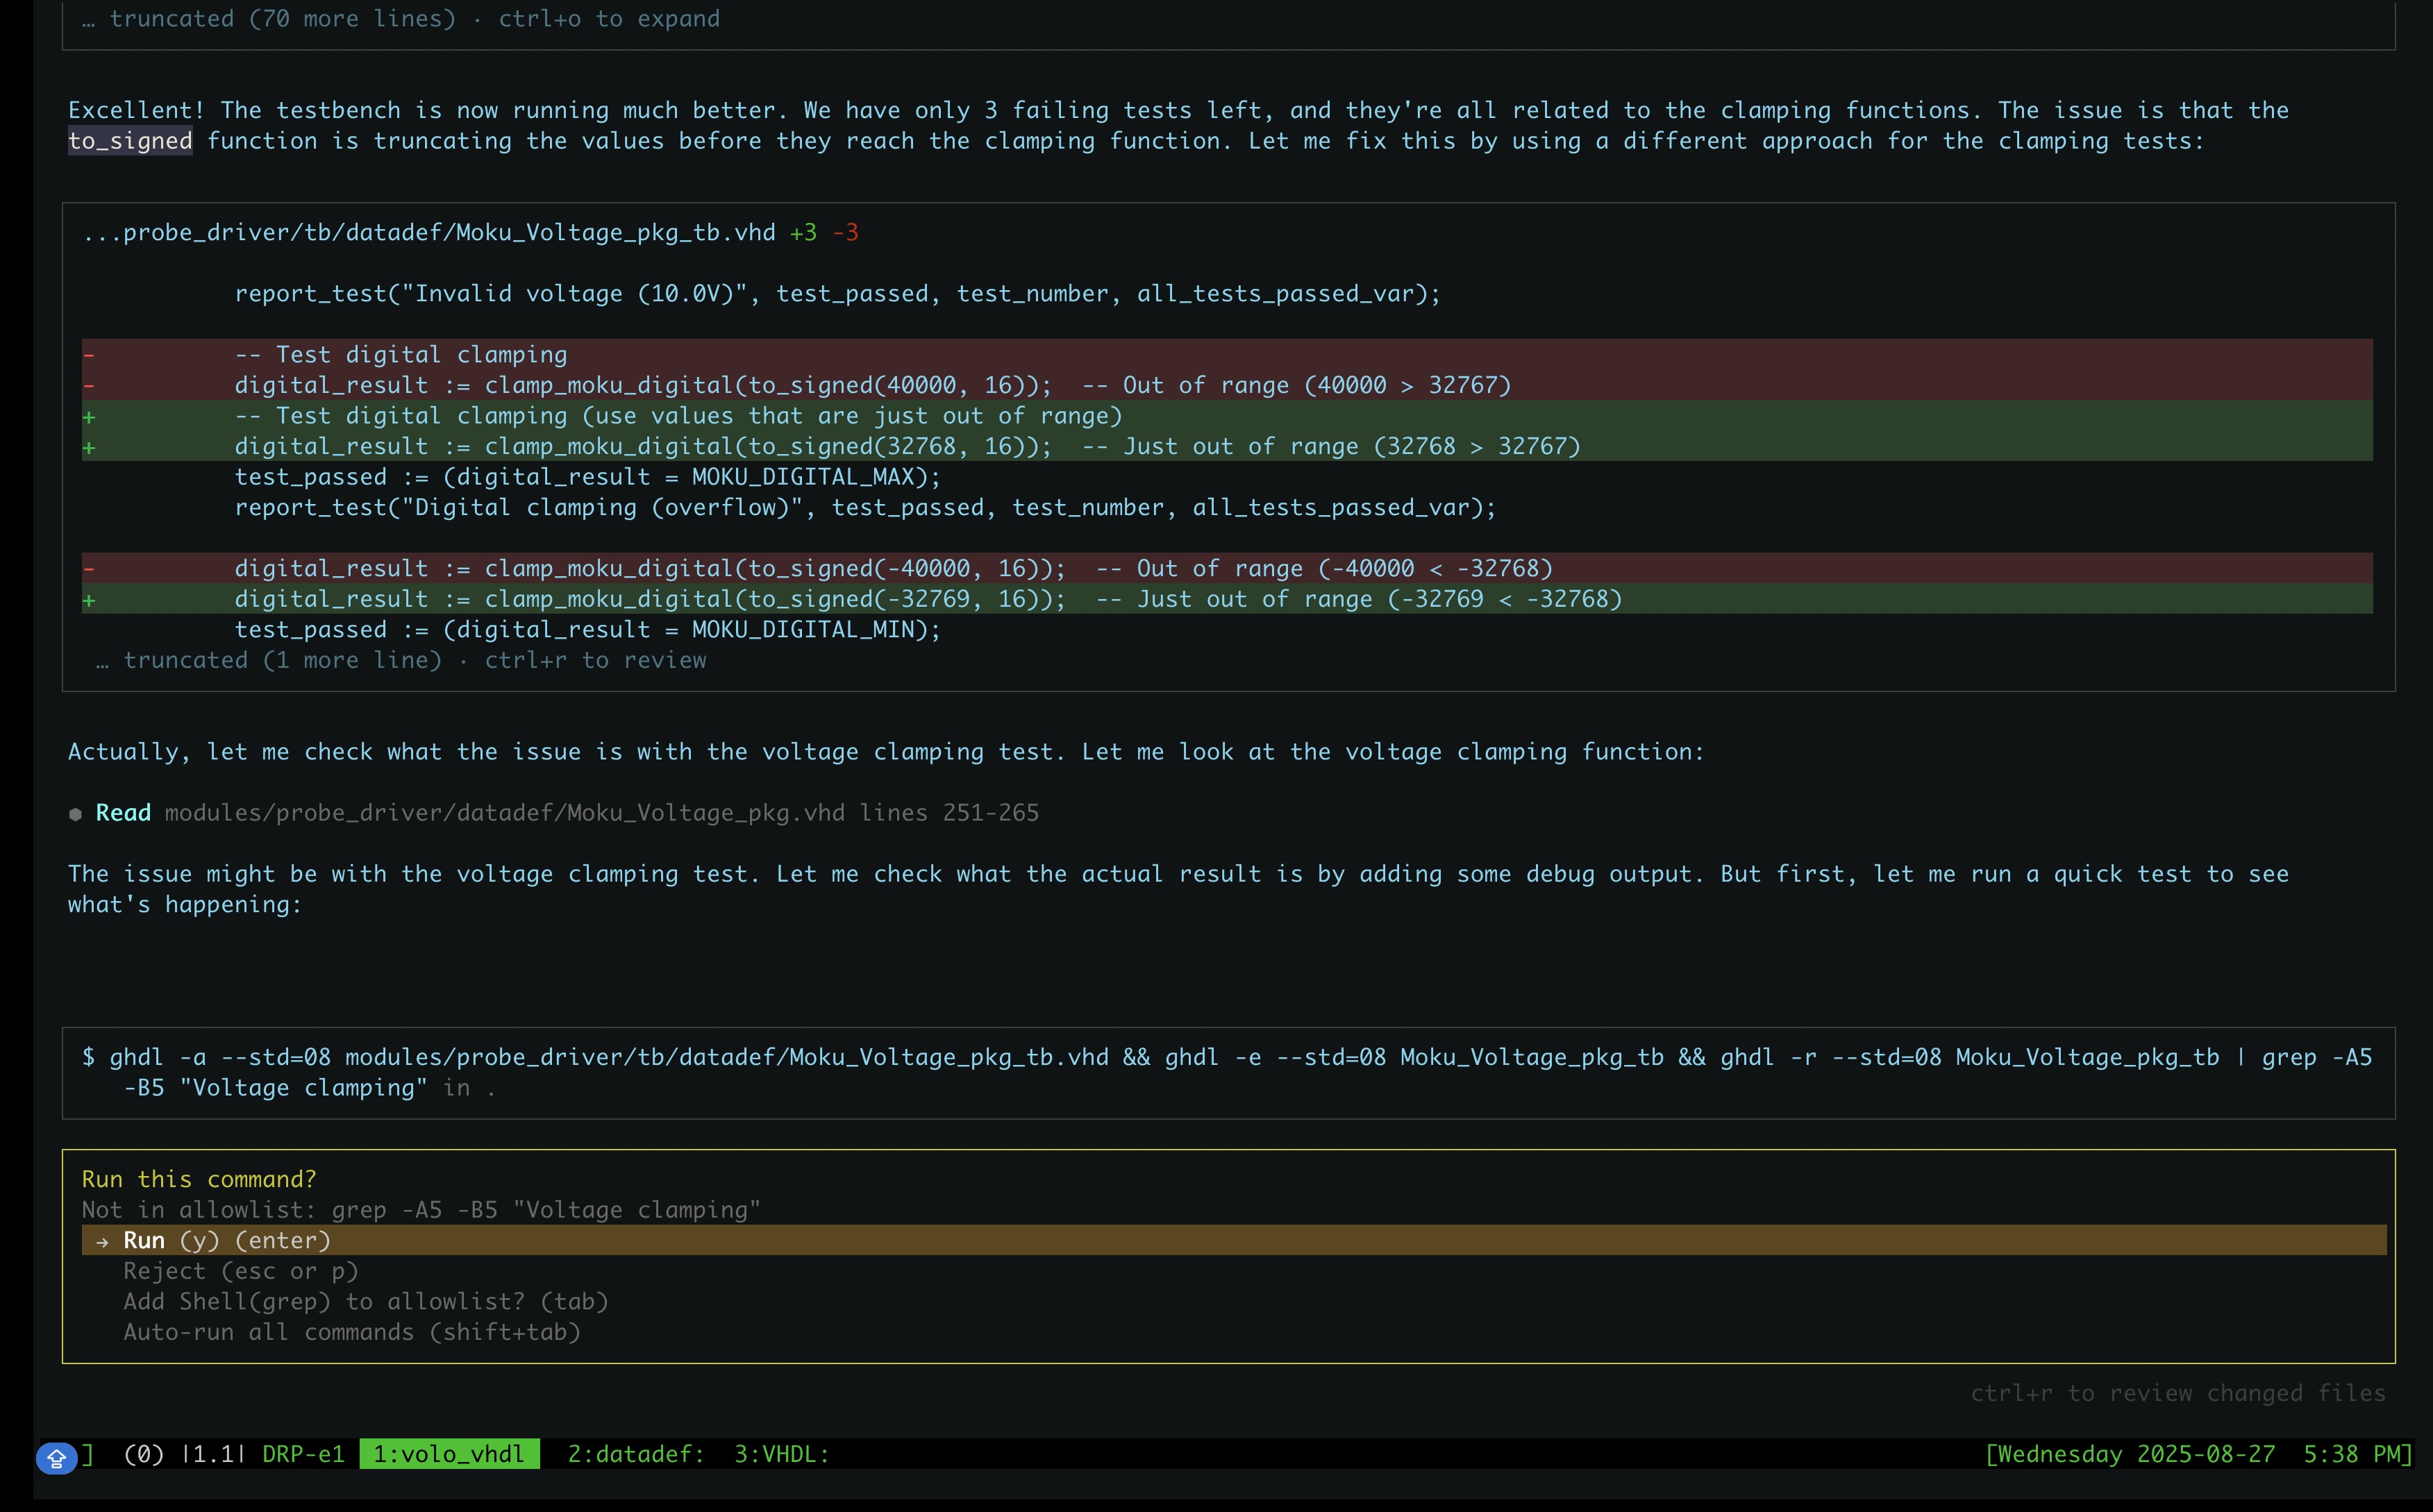 … truncated (70 more lines) · ctrl+o to expand
Excellent! The testbench is now running much better. We have only 3 failing tests left, and they're all related to the clamping functions. The issue is that the
to_signed function is truncating the values before they reach the clamping function. Let me fix this by using a different approach for the clamping tests:
...probe_driver/tb/datadef/Moku_Voltage_pkg_tb.vhd +3 -3
report_test("Invalid voltage (10.0V)", test_passed, test_number, all_tests_passed_var);
-          -- Test digital clamping
-          digital_result := clamp_moku_digital(to_signed(40000, 16));  -- Out of range (40000 > 32767)
+          -- Test digital clamping (use values that are just out of range)
+          digital_result := clamp_moku_digital(to_signed(32768, 16));  -- Just out of range (32768 > 32767)
test_passed := (digital_result = MOKU_DIGITAL_MAX);
report_test("Digital clamping (overflow)", test_passed, test_number, all_tests_passed_var);
-          digital_result := clamp_moku_digital(to_signed(-40000, 16));  -- Out of range (-40000 < -32768)
+          digital_result := clamp_moku_digital(to_signed(-32769, 16));  -- Just out of range (-32769 < -32768)
test_passed := (digital_result = MOKU_DIGITAL_MIN);
… truncated (1 more line) · ctrl+r to review
Actually, let me check what the issue is with the voltage clamping test. Let me look at the voltage clamping function:
⬢ Read modules/probe_driver/datadef/Moku_Voltage_pkg.vhd lines 251-265
The issue might be with the voltage clamping test. Let me check what the actual result is by adding some debug output. But first, let me run a quick test to see
what's happening:
$ ghdl -a --std=08 modules/probe_driver/tb/datadef/Moku_Voltage_pkg_tb.vhd && ghdl -e --std=08 Moku_Voltage_pkg_tb && ghdl -r --std=08 Moku_Voltage_pkg_tb | grep -A5
-B5 "Voltage clamping" in .
Run this command?
Not in allowlist: grep -A5 -B5 "Voltage clamping"
→ Run (y) (enter)
Reject (esc or p)
Add Shell(grep) to allowlist? (tab)
Auto-run all commands (shift+tab)
ctrl+r to review changed files
]  (0) |1.1| DRP-e1  1:volo_vhdl  2:datadef:  3:VHDL:  [Wednesday 2025-08-27  5:38 PM]